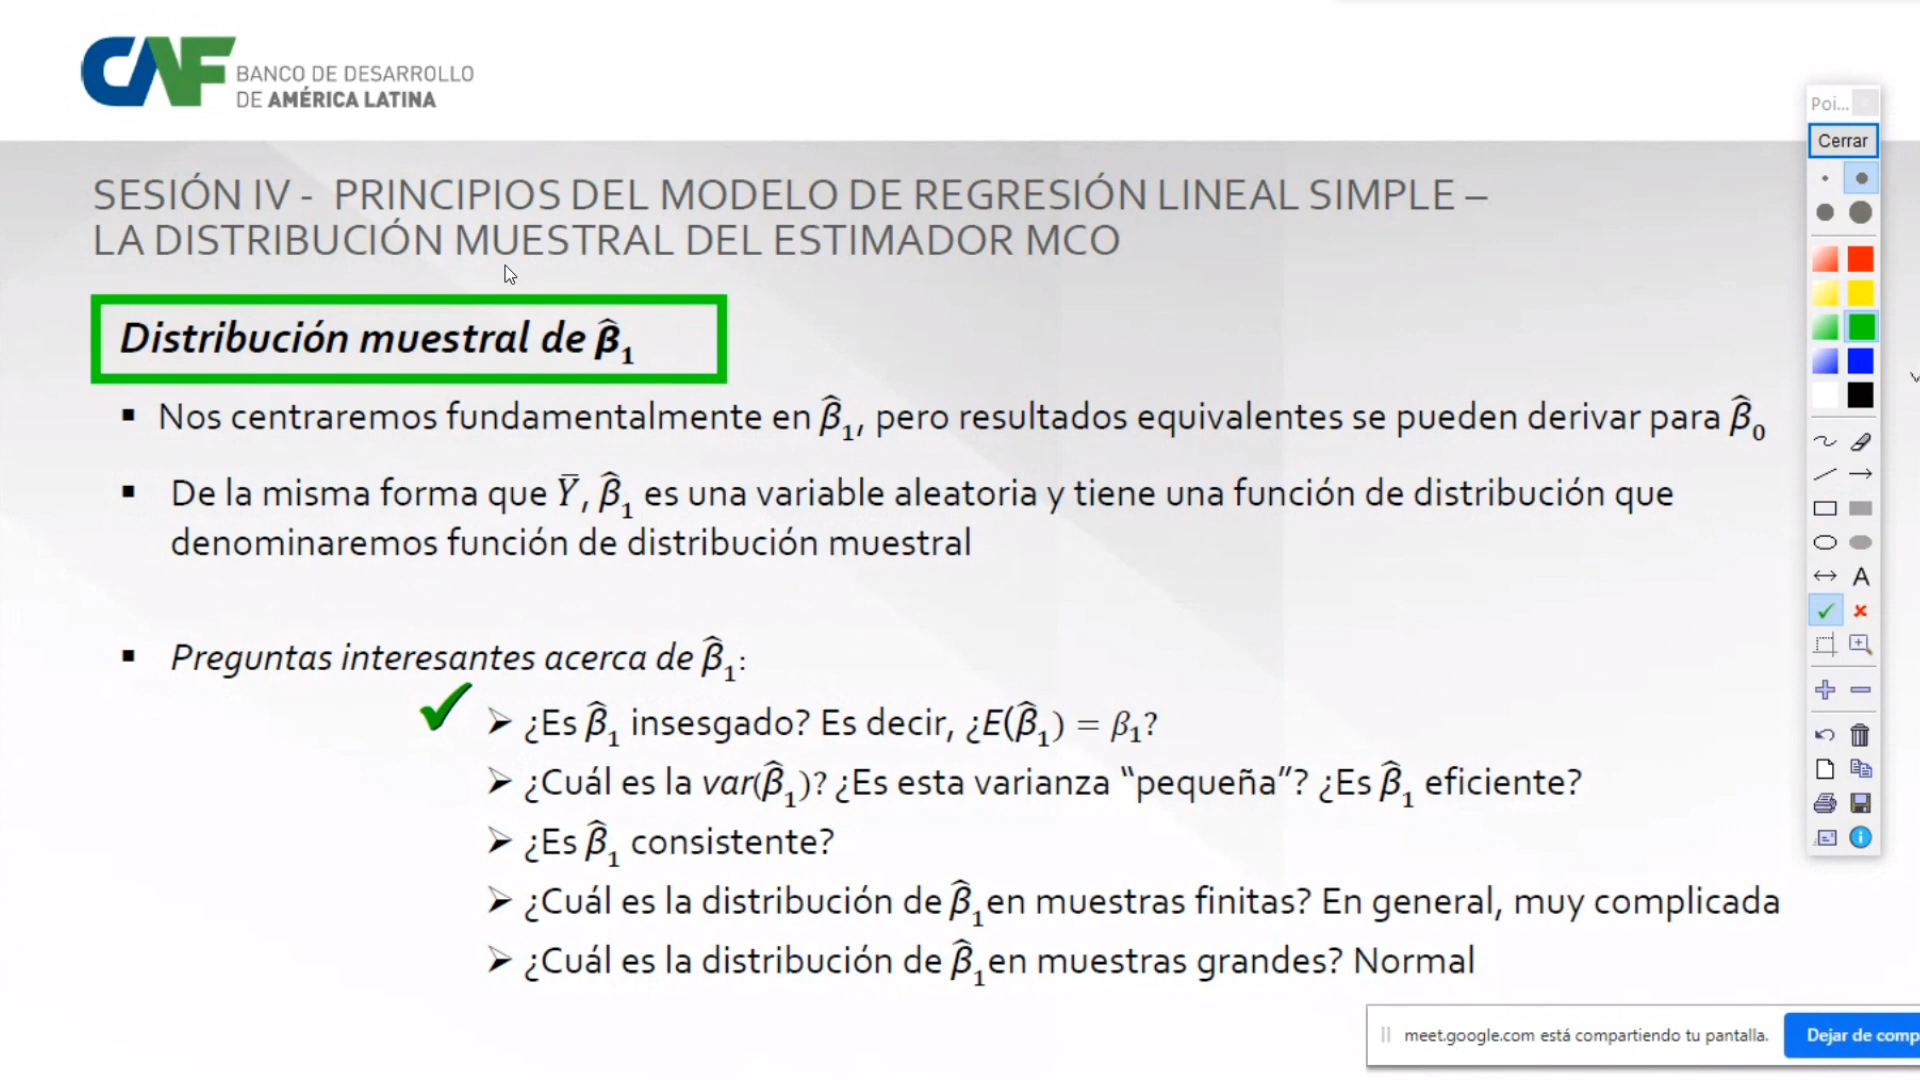 CAF BANCO DE DESARROLLO
DE AMÉRICA LATINA
Poi...
Cerrar
SESIÓN IV - PRINCIPIOS DEL MODELO DE REGRESIÓN LINEAL SIMPLE –
LA DISTRIBUCIÓN MUESTRAL DEL ESTIMADOR MCO
Distribución muestral de β̂₁
▪ Nos centraremos fundamentalmente en β̂₁, pero resultados equivalentes se pueden derivar para β̂₀
▪ De la misma forma que Ȳ, β̂₁ es una variable aleatoria y tiene una función de distribución que
denominaremos función de distribución muestral
▪ Preguntas interesantes acerca de β̂₁:
➢ ¿Es β̂₁ insesgado? Es decir, ¿E(β̂₁) = β₁?
➢ ¿Cuál es la var(β̂₁)? ¿Es esta varianza “pequeña”? ¿Es β̂₁ eficiente?
➢ ¿Es β̂₁ consistente?
➢ ¿Cuál es la distribución de β̂₁ en muestras finitas? En general, muy complicada
➢ ¿Cuál es la distribución de β̂₁ en muestras grandes? Normal
A
meet.google.com está compartiendo tu pantalla.
Dejar de comp